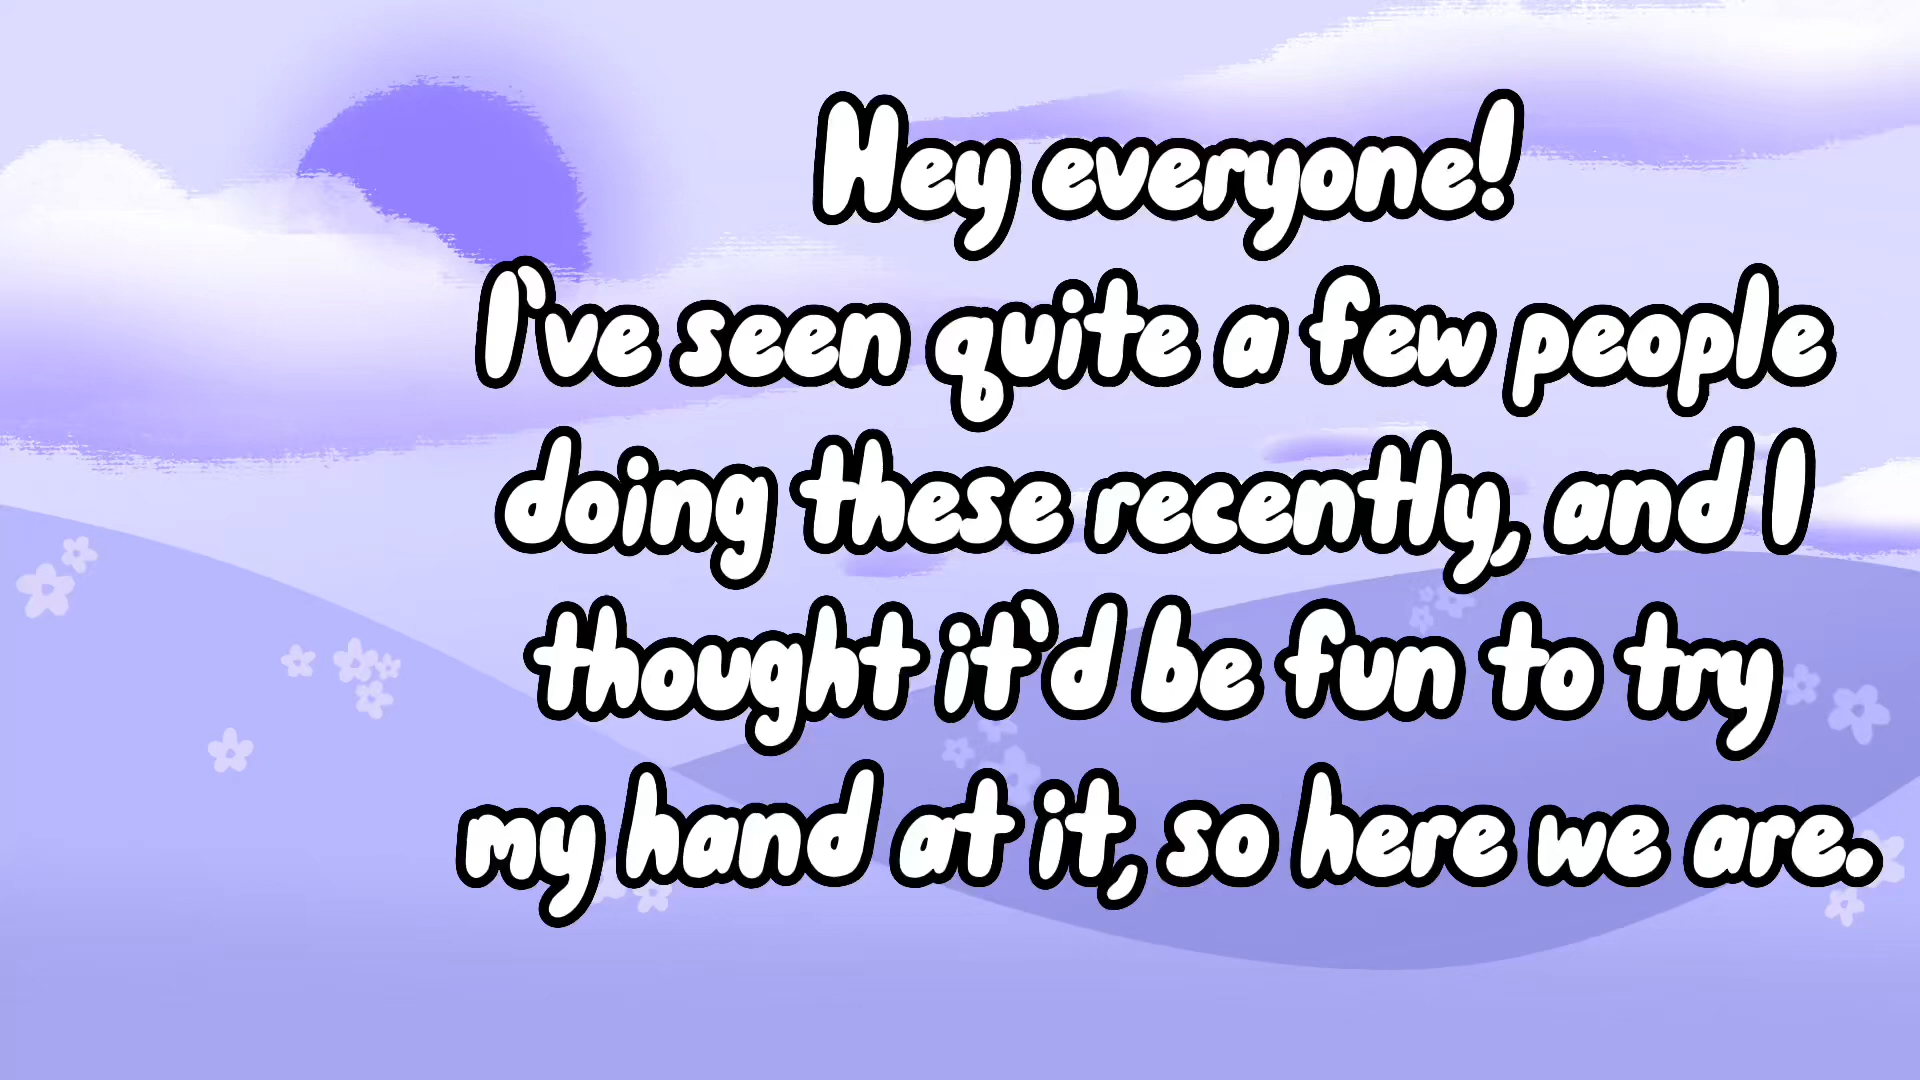 Hey everyone!
I've seen quite a few people
doing these recently, and I
thought it'd be fun to try
my hand at it, so here we are.